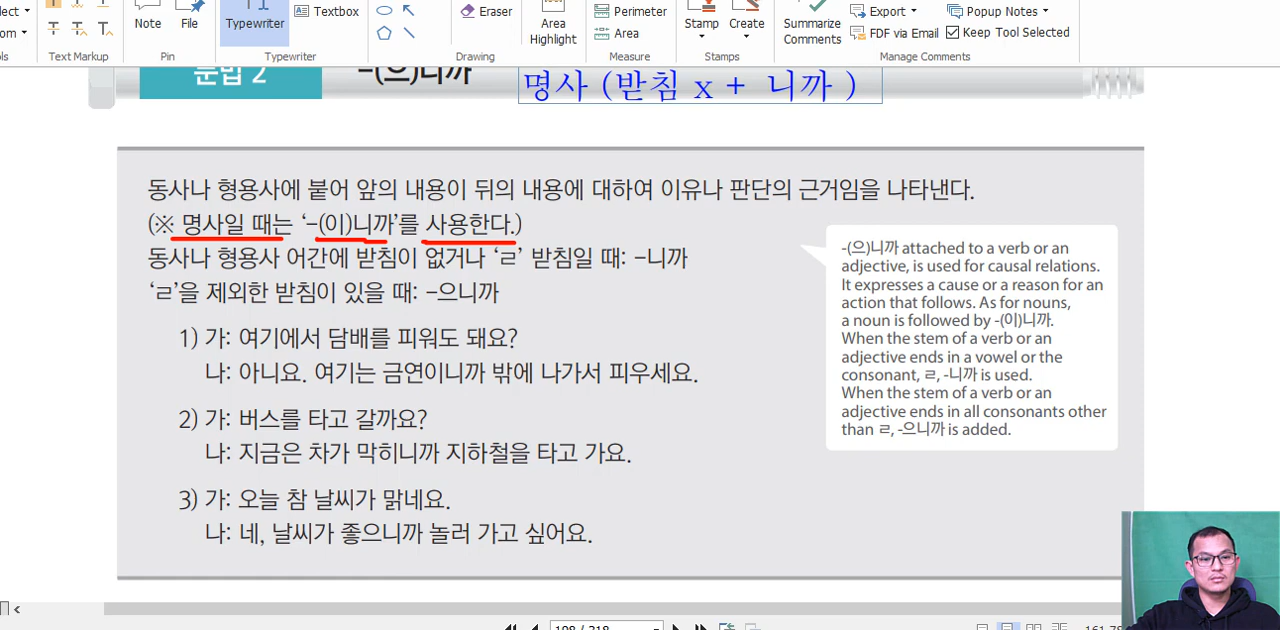 Note File Typewriter Textbox Eraser Area Highlight Perimeter Area Stamp Create Summarize Comments Export Popup Notes
FDF via Email Keep Tool Selected
Text Markup Pin Typewriter Drawing Measure Stamps Manage Comments
문법 2 -(으)니까 명사 (받침 x + 니까 )
동사나 형용사에 붙어 앞의 내용이 뒤의 내용에 대하여 이유나 판단의 근거임을 나타낸다.
(※ 명사일 때는 ‘-(이)니까’를 사용한다.)
동사나 형용사 어간에 받침이 없거나 ‘ㄹ’ 받침일 때: -니까
‘ㄹ’을 제외한 받침이 있을 때: -으니까
1) 가: 여기에서 담배를 피워도 돼요?
나: 아니요. 여기는 금연이니까 밖에 나가서 피우세요.
2) 가: 버스를 타고 갈까요?
나: 지금은 차가 막히니까 지하철을 타고 가요.
3) 가: 오늘 참 날씨가 맑네요.
나: 네, 날씨가 좋으니까 놀러 가고 싶어요.
-(으)니까 attached to a verb or an
adjective, is used for causal relations.
It expresses a cause or a reason for an
action that follows. As for nouns,
a noun is followed by -(이)니까.
When the stem of a verb or an
adjective ends in a vowel or the
consonant, ㄹ, -니까 is used.
When the stem of a verb or an
adjective ends in all consonants other
than ㄹ, -으니까 is added.